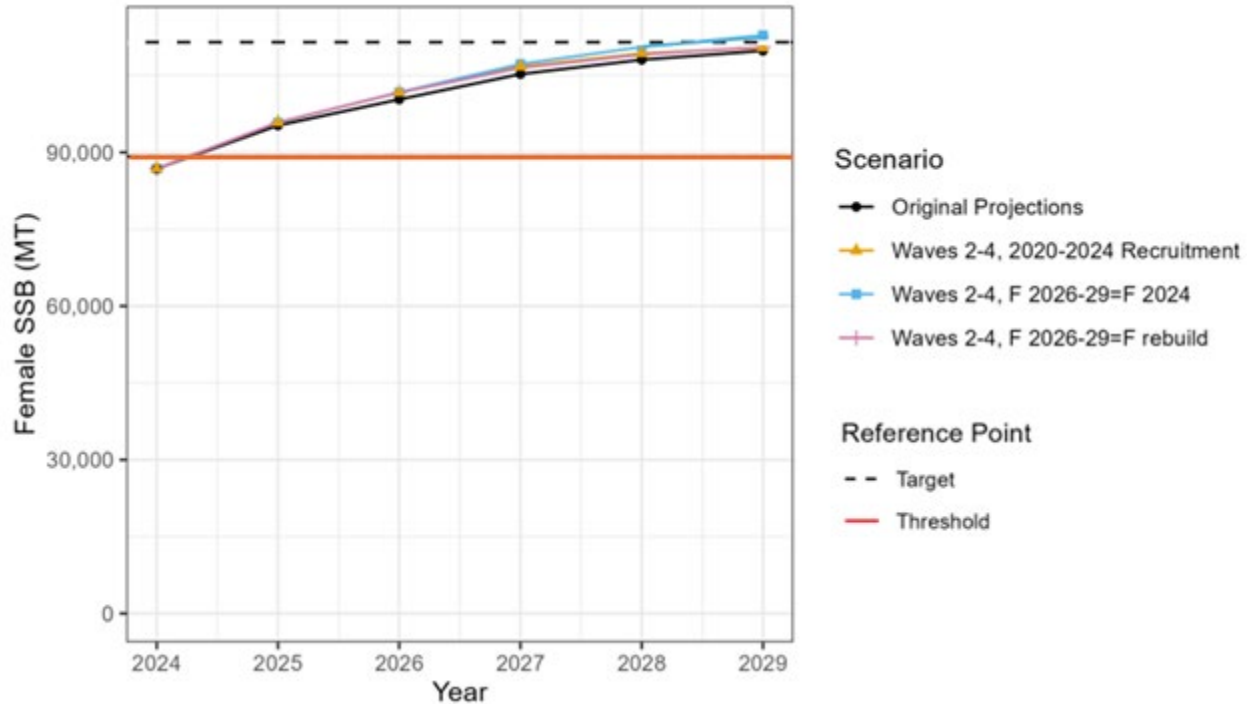 Female SSB (MT)
90,000
60,000
30,000
0
2024 2025 2026 2027 2028 2029
Year
Scenario
Original Projections
Waves 2-4, 2020-2024 Recruitment
Waves 2-4, F 2026-29=F 2024
Waves 2-4, F 2026-29=F rebuild
Reference Point
Target
Threshold